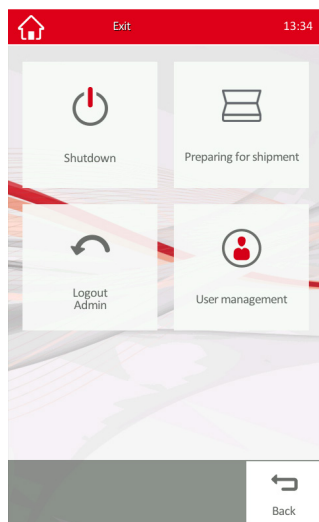 Exit
13:34
Shutdown
Preparing for shipment
Logout
Admin
User management
Back